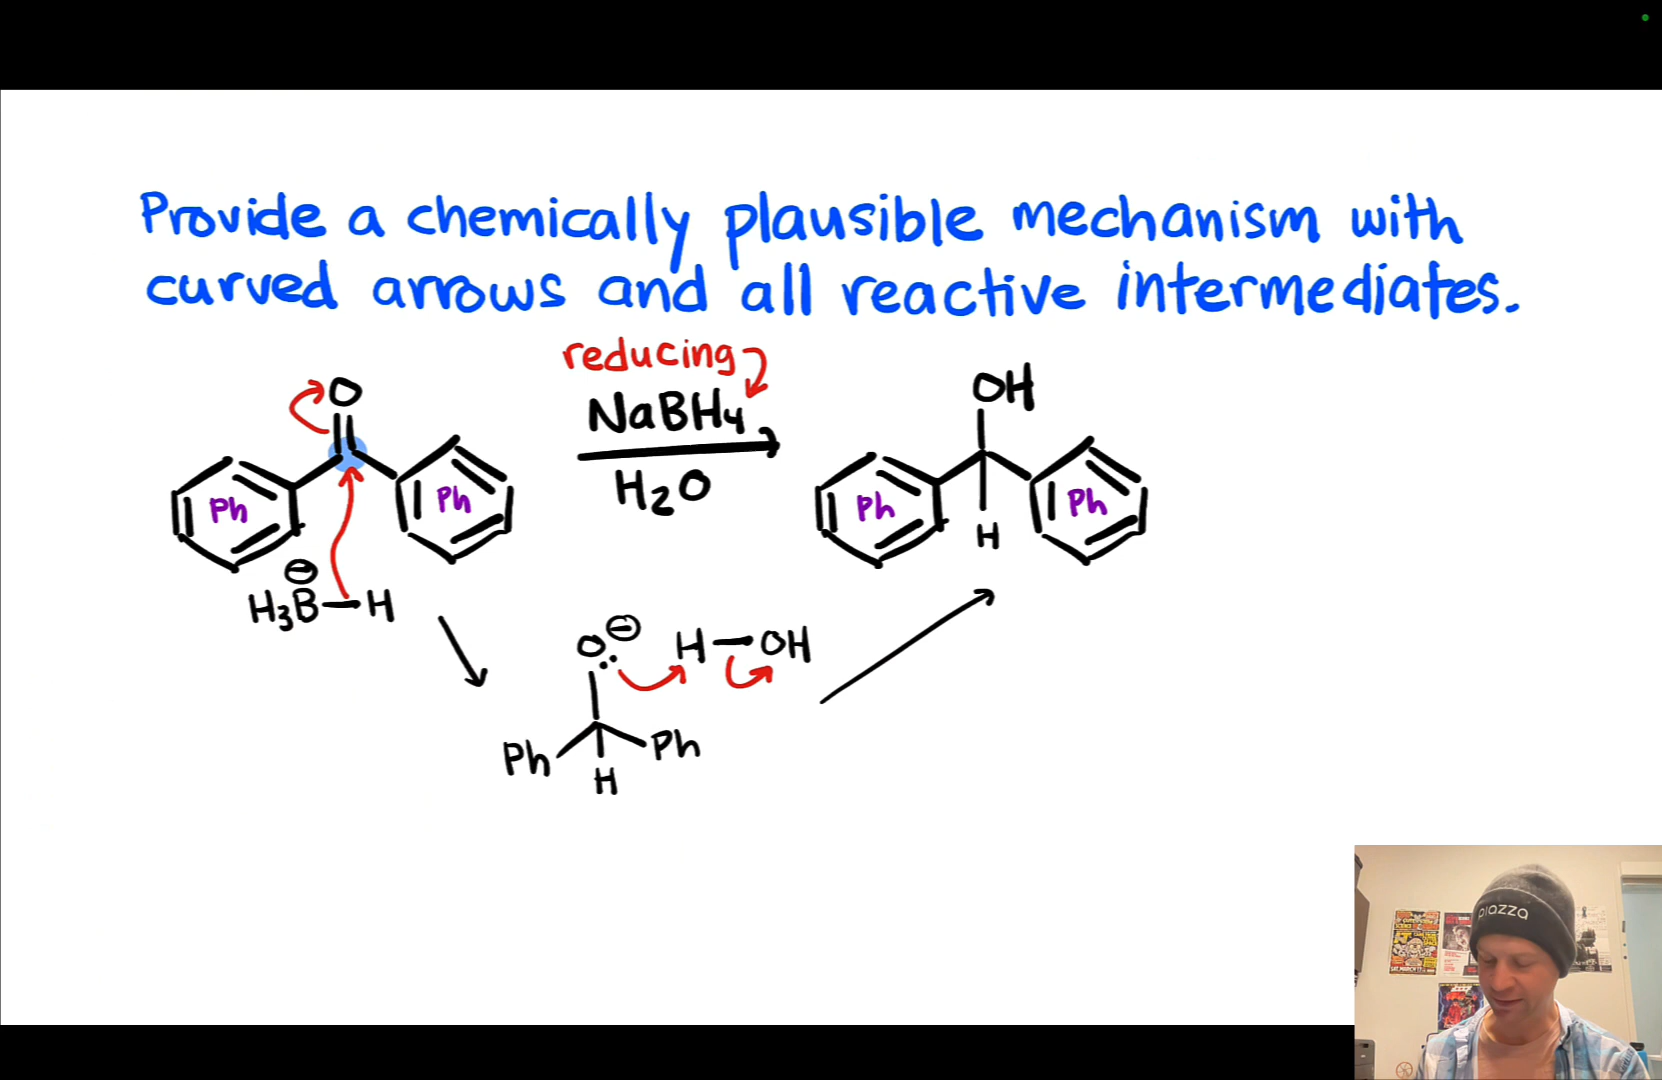 Provide a chemically plausible mechanism with
curved arrows and all reactive intermediates.
reducing
NaBH4
H2O
O
Ph
Ph
⊖
H3B—H
OH
Ph
Ph
H
O⊖
H—OH
Ph
Ph
H
piazza